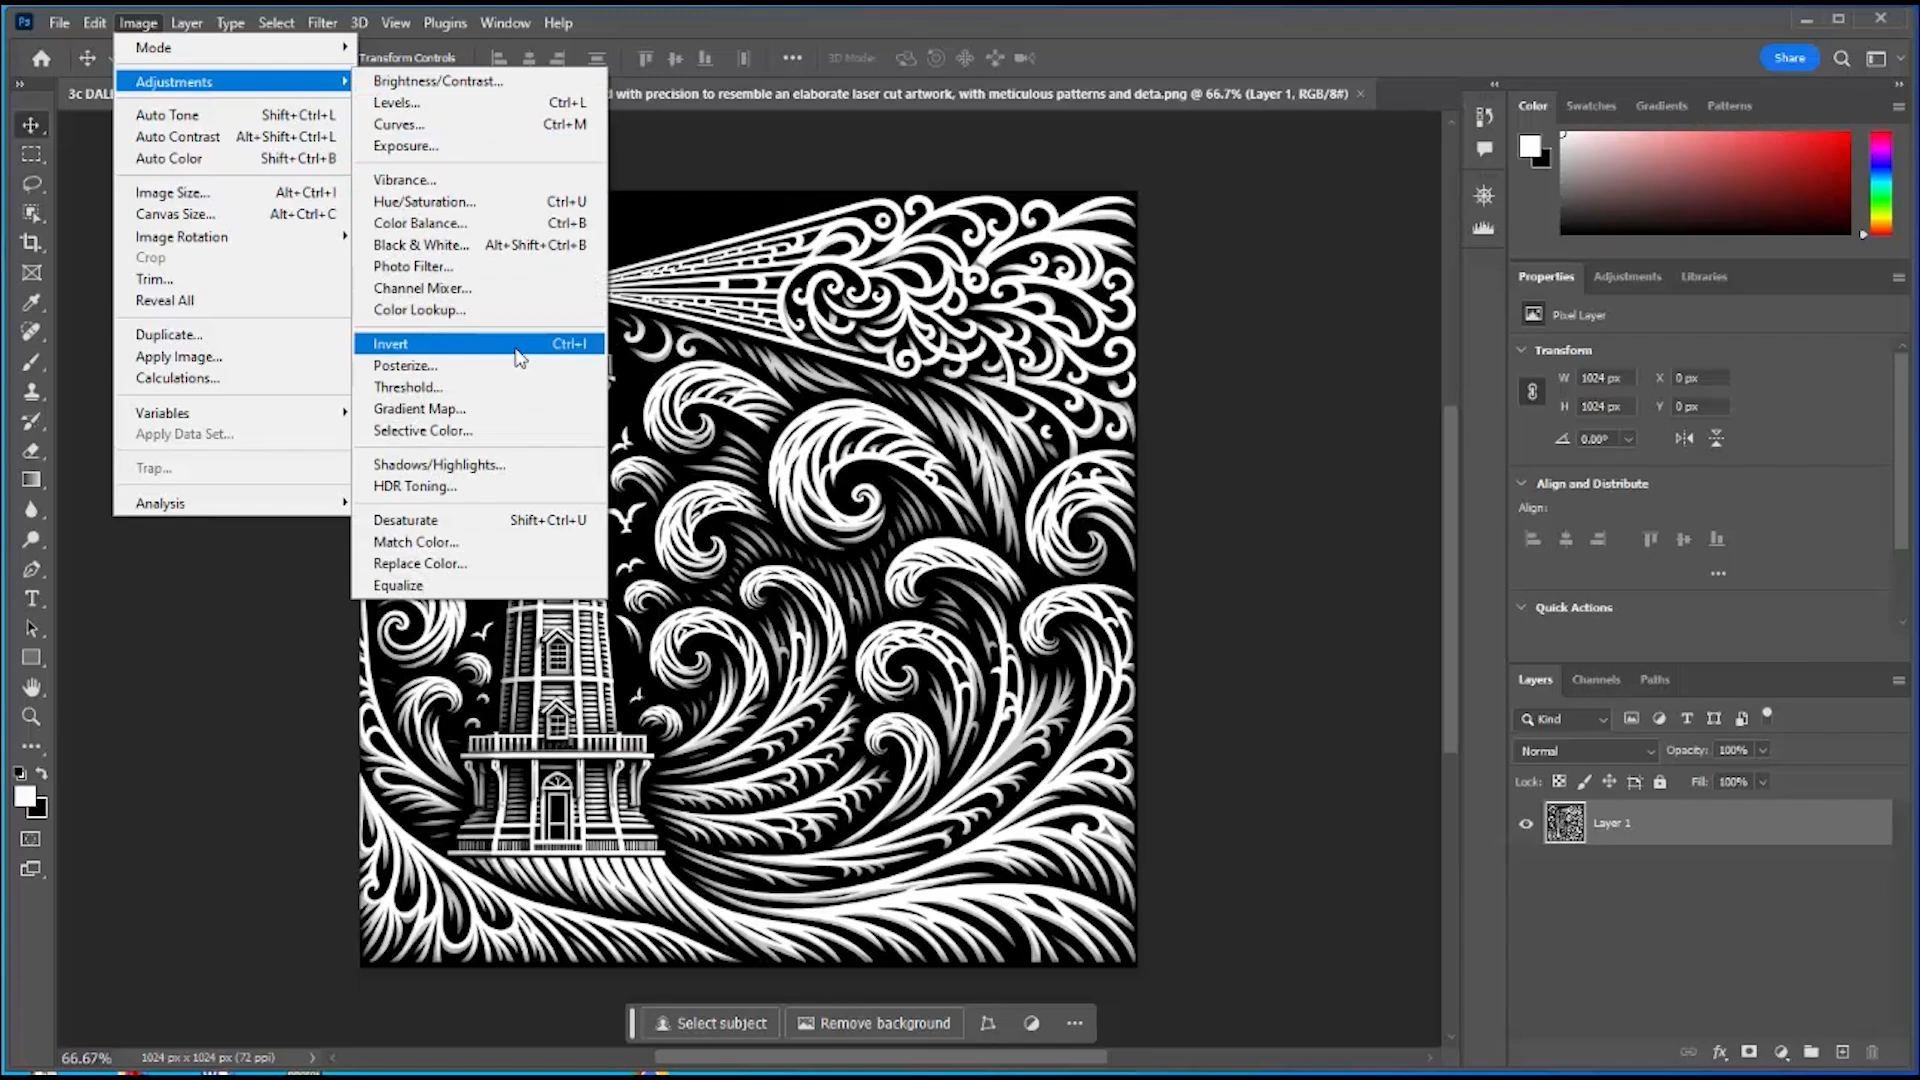 Ps File Edit Image Layer Type Select Filter 3D View Plugins Window Help
Transform Controls ••• 3D Mode: Share
3c DALL
d with precision to resemble an elaborate laser cut artwork, with meticulous patterns and deta.png @ 66.7% (Layer 1, RGB/8#) ×
Mode
Adjustments
Auto Tone Shift+Ctrl+L
Auto Contrast Alt+Shift+Ctrl+L
Auto Color Shift+Ctrl+B
Image Size... Alt+Ctrl+I
Canvas Size... Alt+Ctrl+C
Image Rotation
Crop
Trim...
Reveal All
Duplicate...
Apply Image...
Calculations...
Variables
Apply Data Set...
Trap...
Analysis
Brightness/Contrast...
Levels... Ctrl+L
Curves... Ctrl+M
Exposure...
Vibrance...
Hue/Saturation... Ctrl+U
Color Balance... Ctrl+B
Black & White... Alt+Shift+Ctrl+B
Photo Filter...
Channel Mixer...
Color Lookup...
Invert Ctrl+I
Posterize...
Threshold...
Gradient Map...
Selective Color...
Shadows/Highlights...
HDR Toning...
Desaturate Shift+Ctrl+U
Match Color...
Replace Color...
Equalize
Color Swatches Gradients Patterns
Properties Adjustments Libraries
Pixel Layer
Transform
W 1024 px X 0 px
H 1024 px Y 0 px
0.00°
Align and Distribute
Align:
•••
Quick Actions
Layers Channels Paths
Kind
Normal Opacity: 100%
Lock: Fill: 100%
Layer 1
fx
Select subject Remove background •••
66.67% 1024 px x 1024 px (72 ppi)